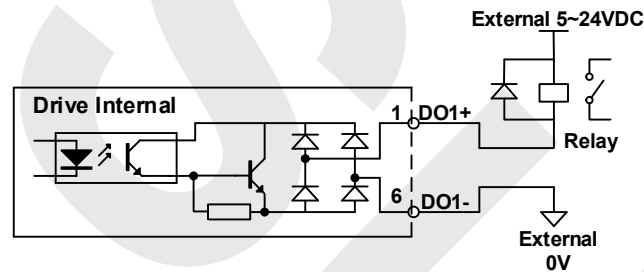 External 5~24VDC
Drive Internal
1 DO1+
Relay
6 DO1-
External
0V